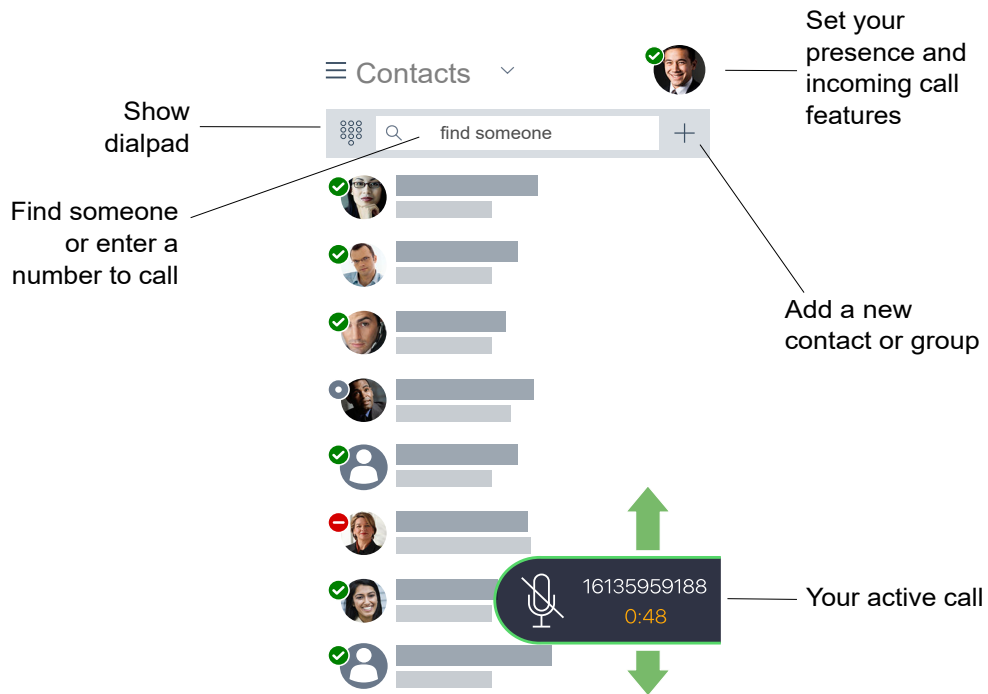 Set your
presence and
incoming call
features
Contacts
Show
dialpad
find someone
Find someone
or enter a
number to call
Add a new
contact or group
16135959188
0:48
Your active call